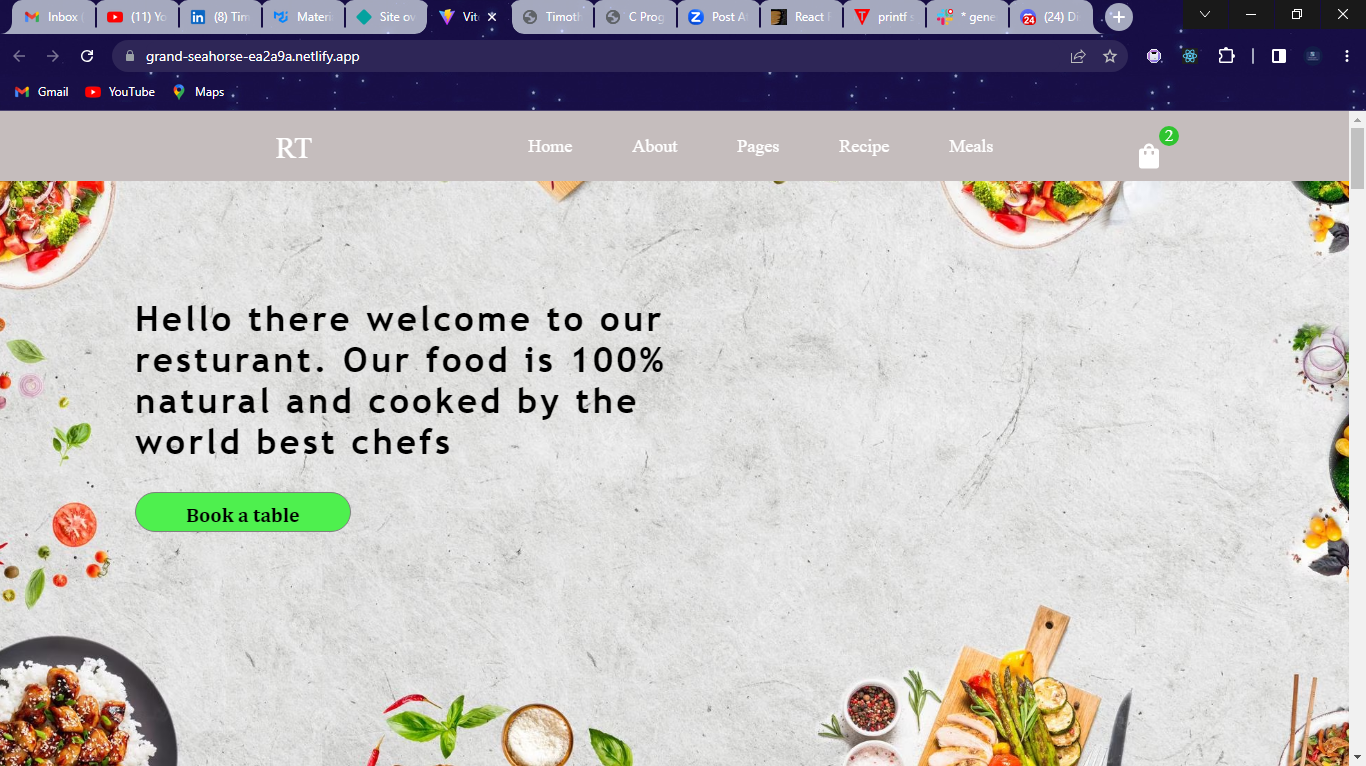 Inbox
(11) Yo
(8) Tim
Materi
Site ov
Vit
Timoth
C Prog
Post A
React
printf s
* gene
24 (24) Di
grand-seahorse-ea2a9a.netlify.app
Gmail YouTube Maps
RT Home About Pages Recipe Meals 2
Hello there welcome to our
resturant. Our food is 100%
natural and cooked by the
world best chefs
Book a table